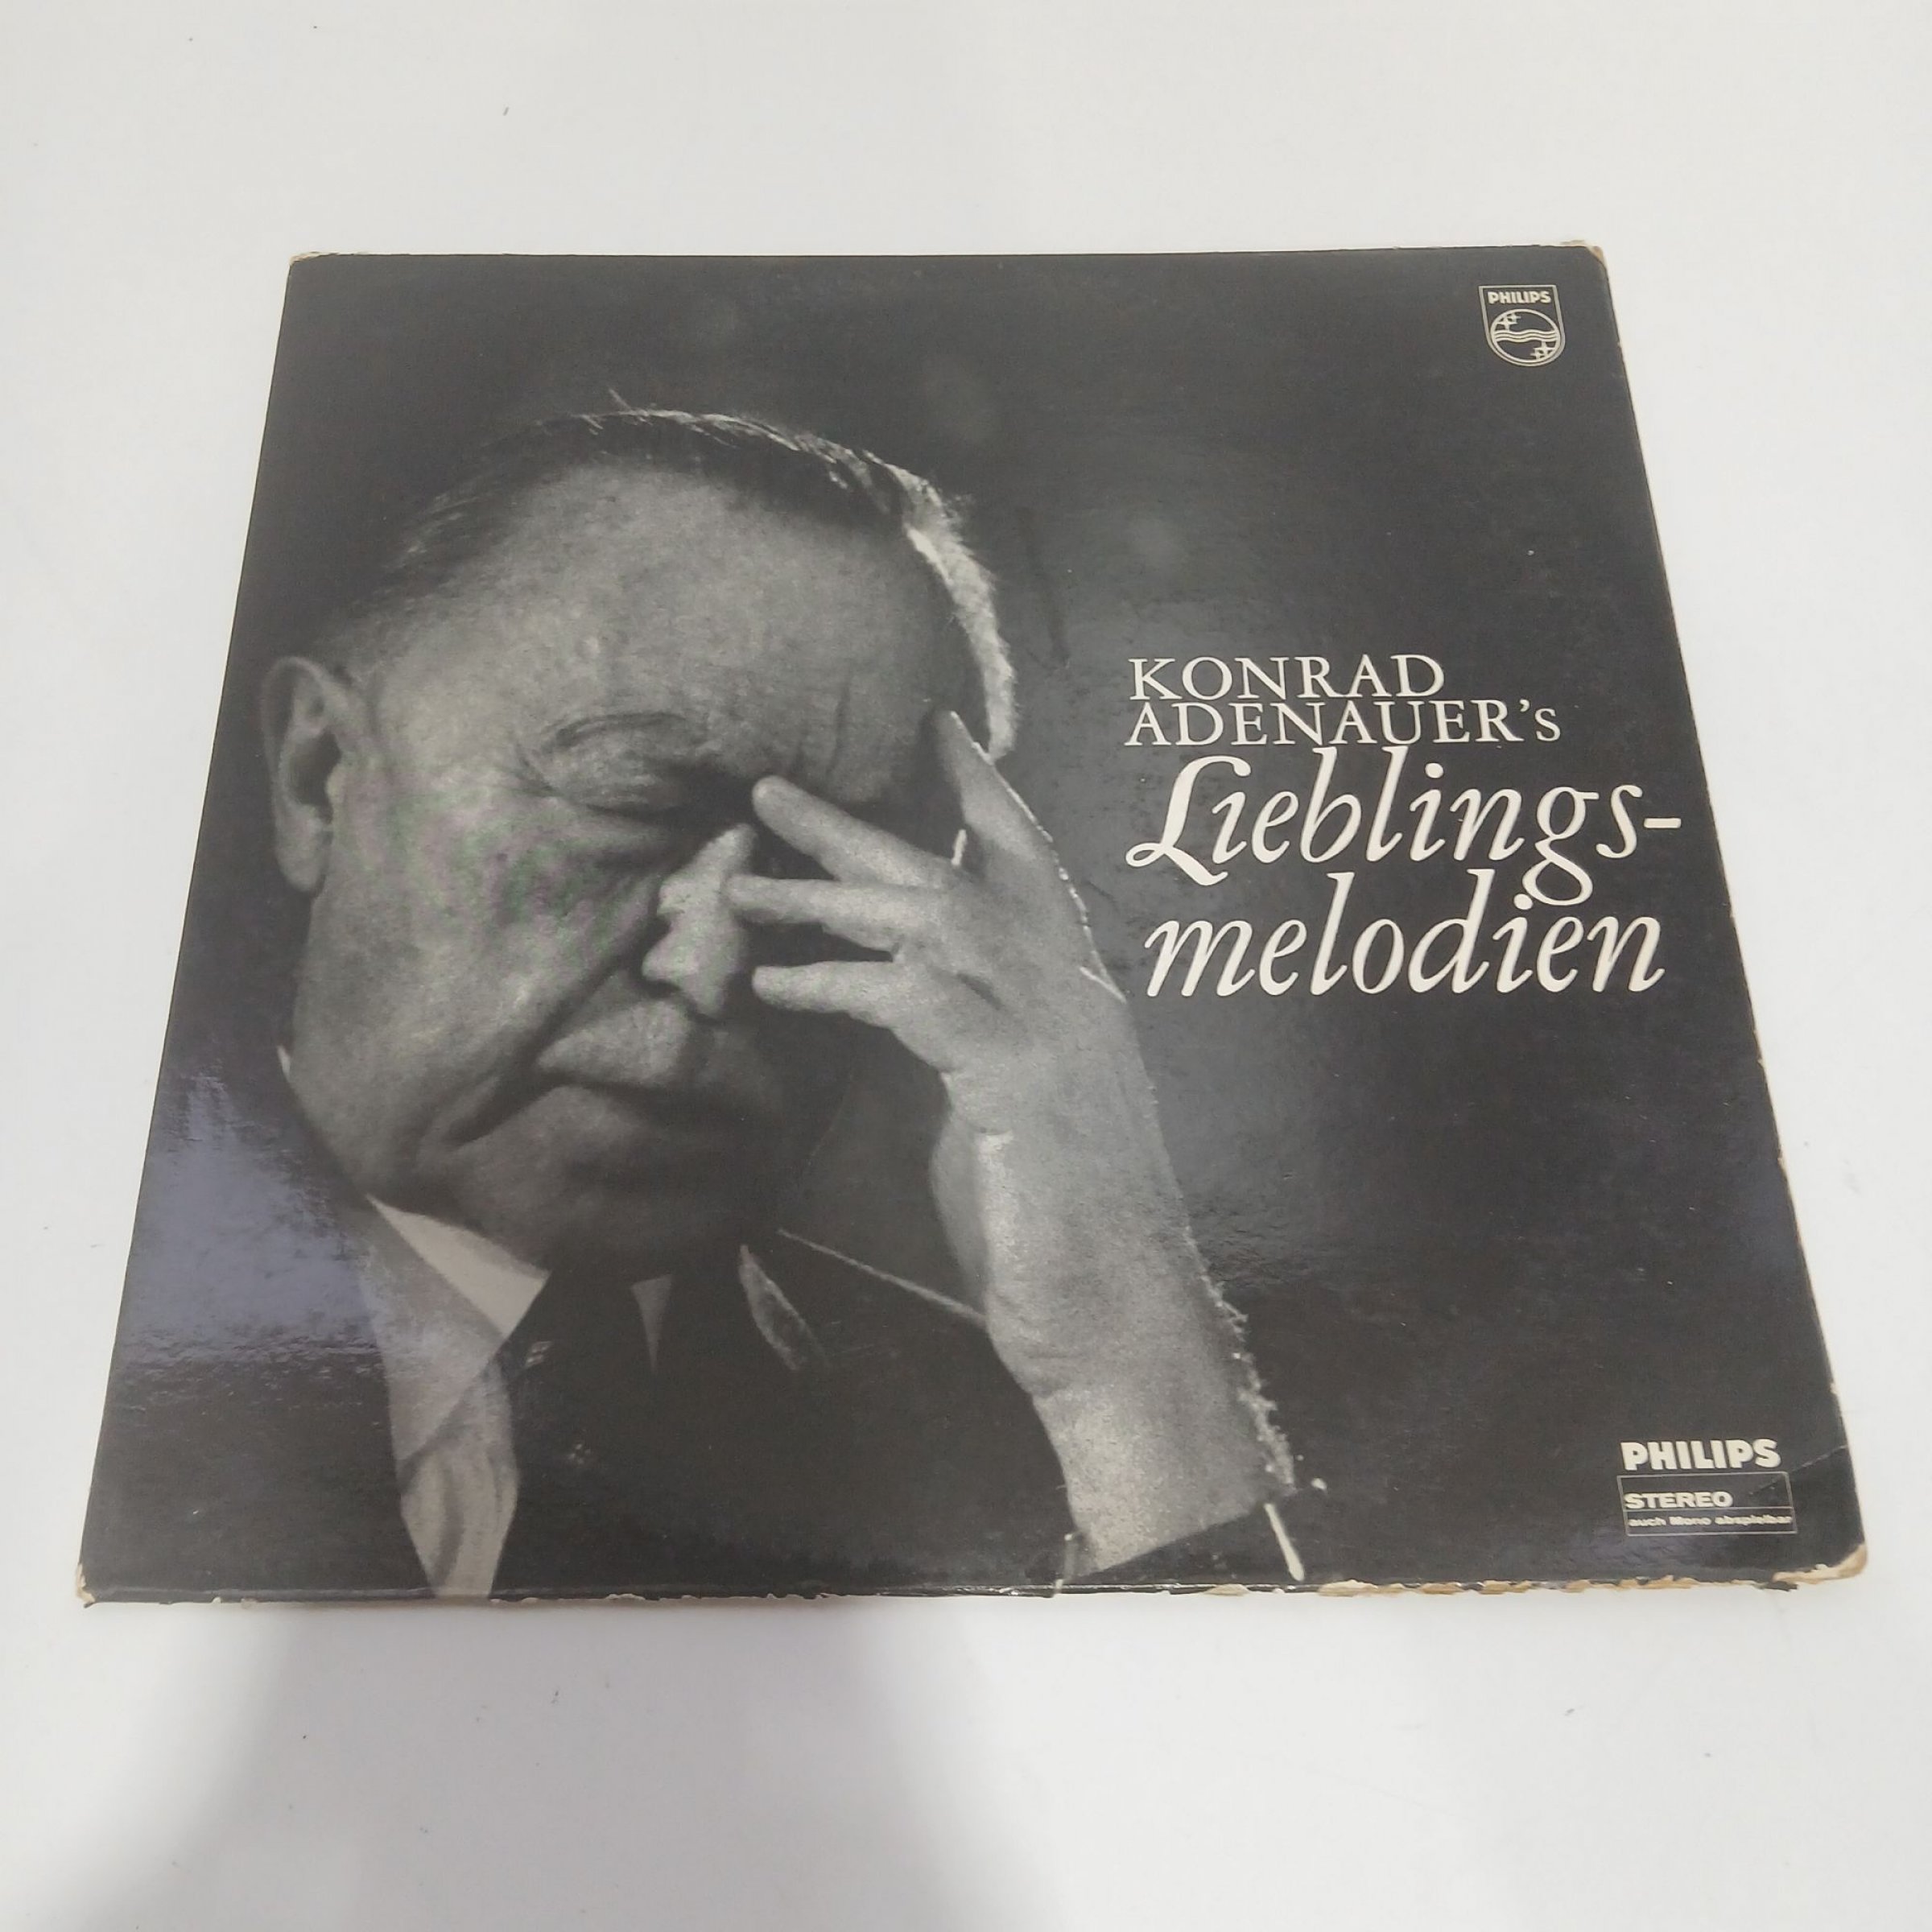 PHILIPS
KONRAD
ADENAUER's
Lieblings-
melodien
PHILIPS
STEREO
auch Mono abspielbar